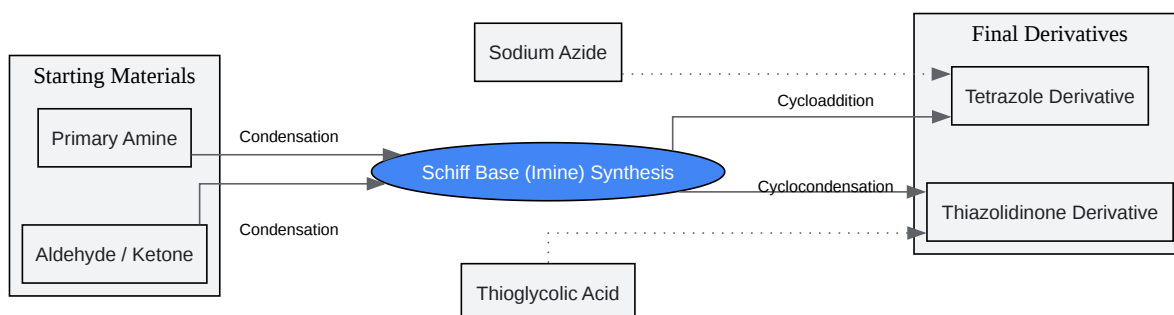 Starting Materials
Primary Amine
Aldehyde / Ketone
Condensation
Condensation
Sodium Azide
Schiff Base (Imine) Synthesis
Thioglycolic Acid
Cycloaddition
Cyclocondensation
Final Derivatives
Tetrazole Derivative
Thiazolidinone Derivative